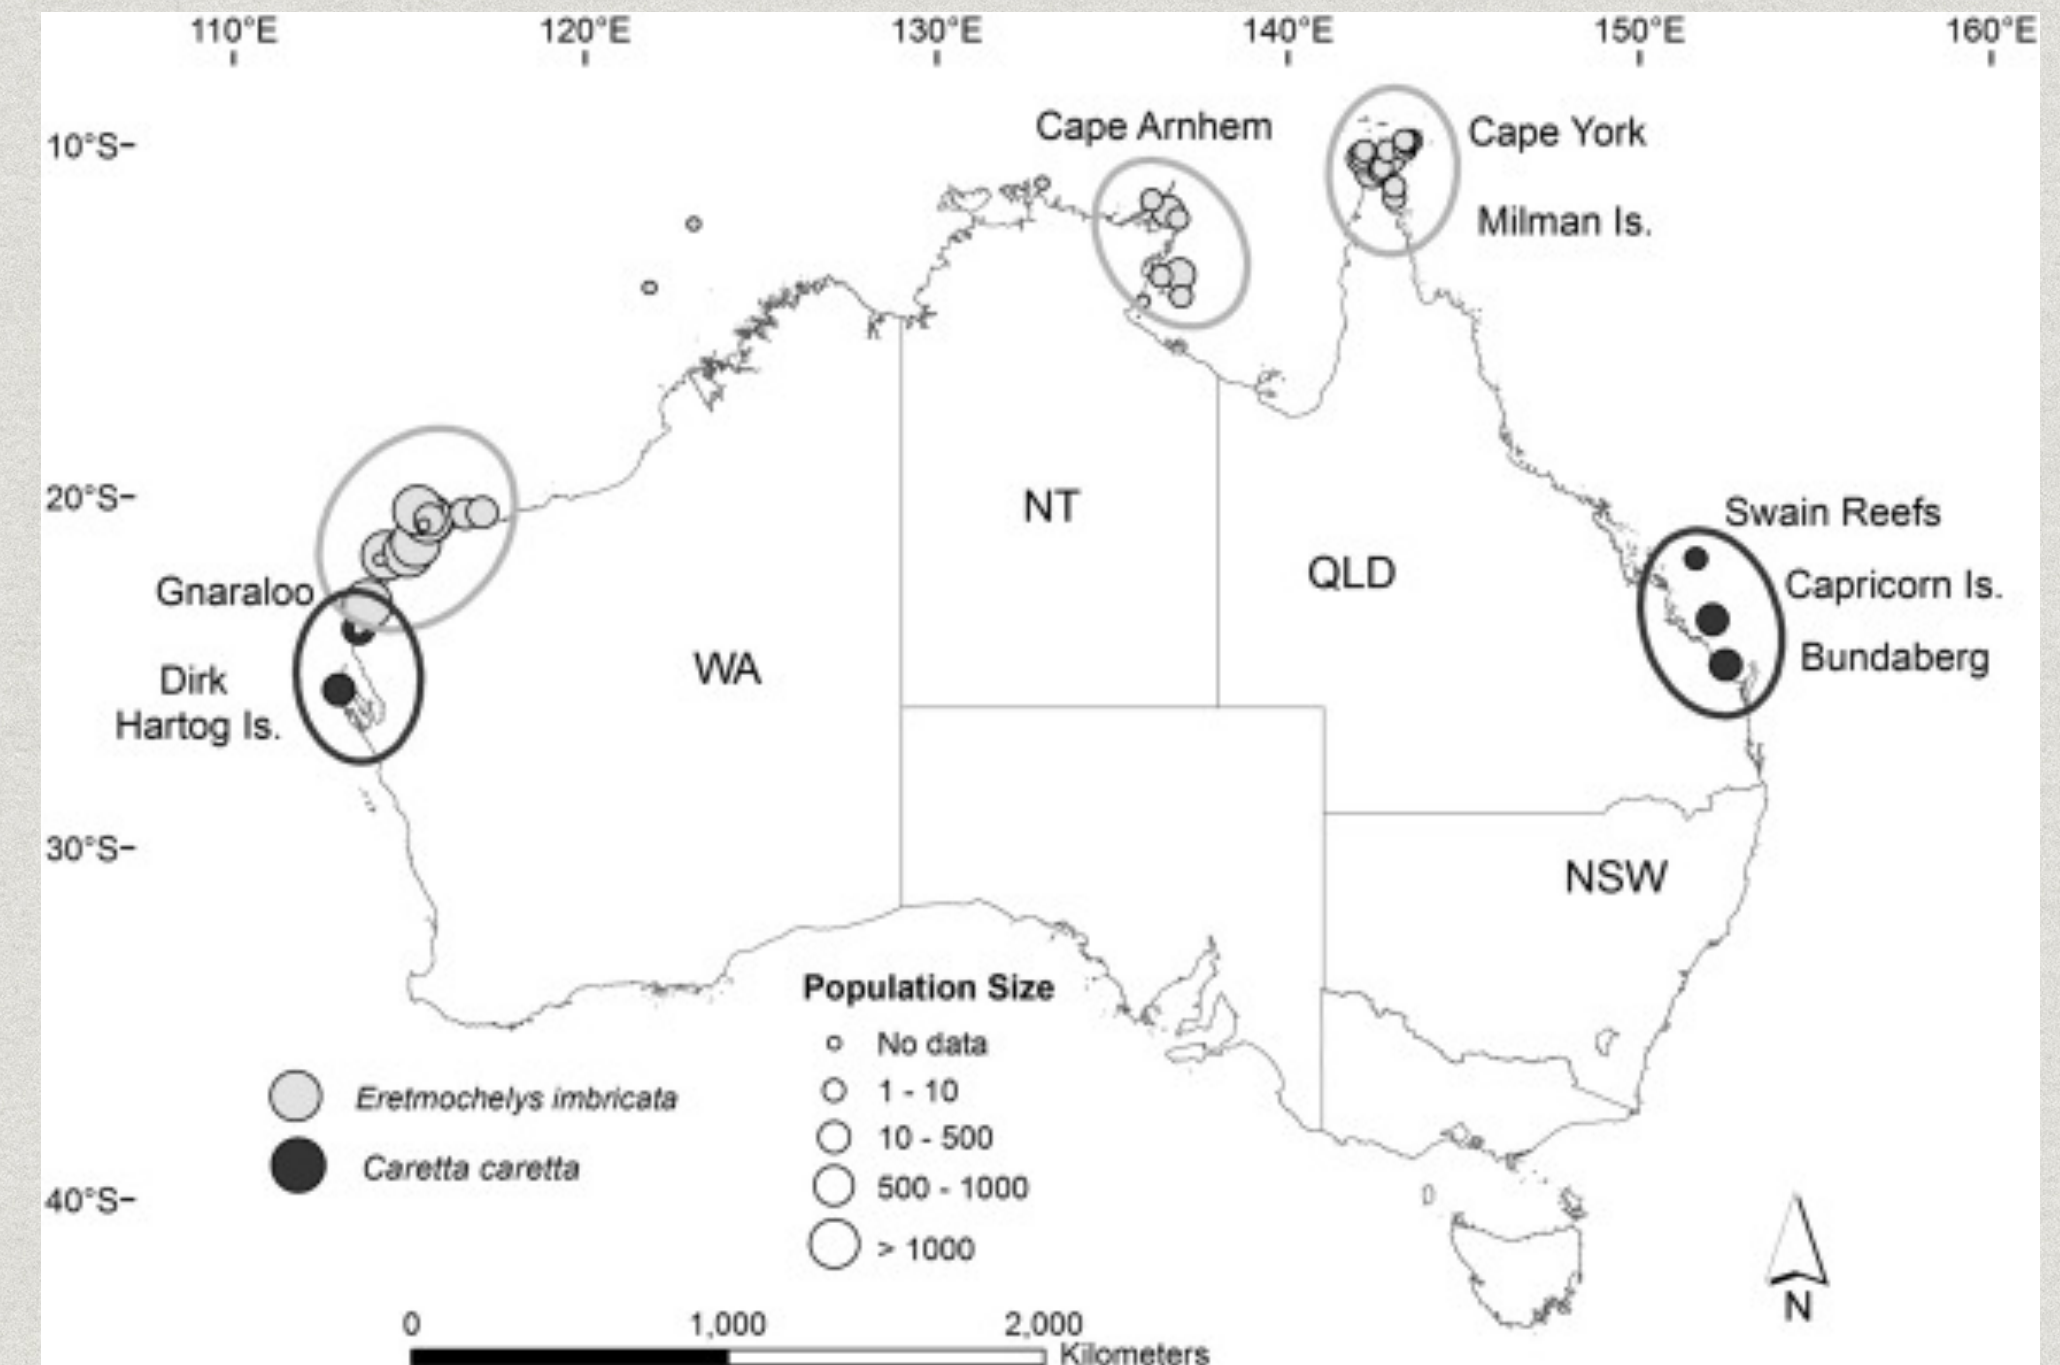 110°E 120°E 130°E 140°E 150°E 160°E
Cape Arnhem
Cape York
10°S
Milman Is.
20°S
NT
Swain Reefs
QLD
Capricorn Is.
Gnaraloo
WA
Bundaberg
Dirk
Hartog Is.
30°S
NSW
Population Size
No data
1 - 10
10 - 500
500 - 1000
> 1000
Eretmochelys imbricata
Caretta caretta
40°S
N
0 1,000 2,000
Kilometers